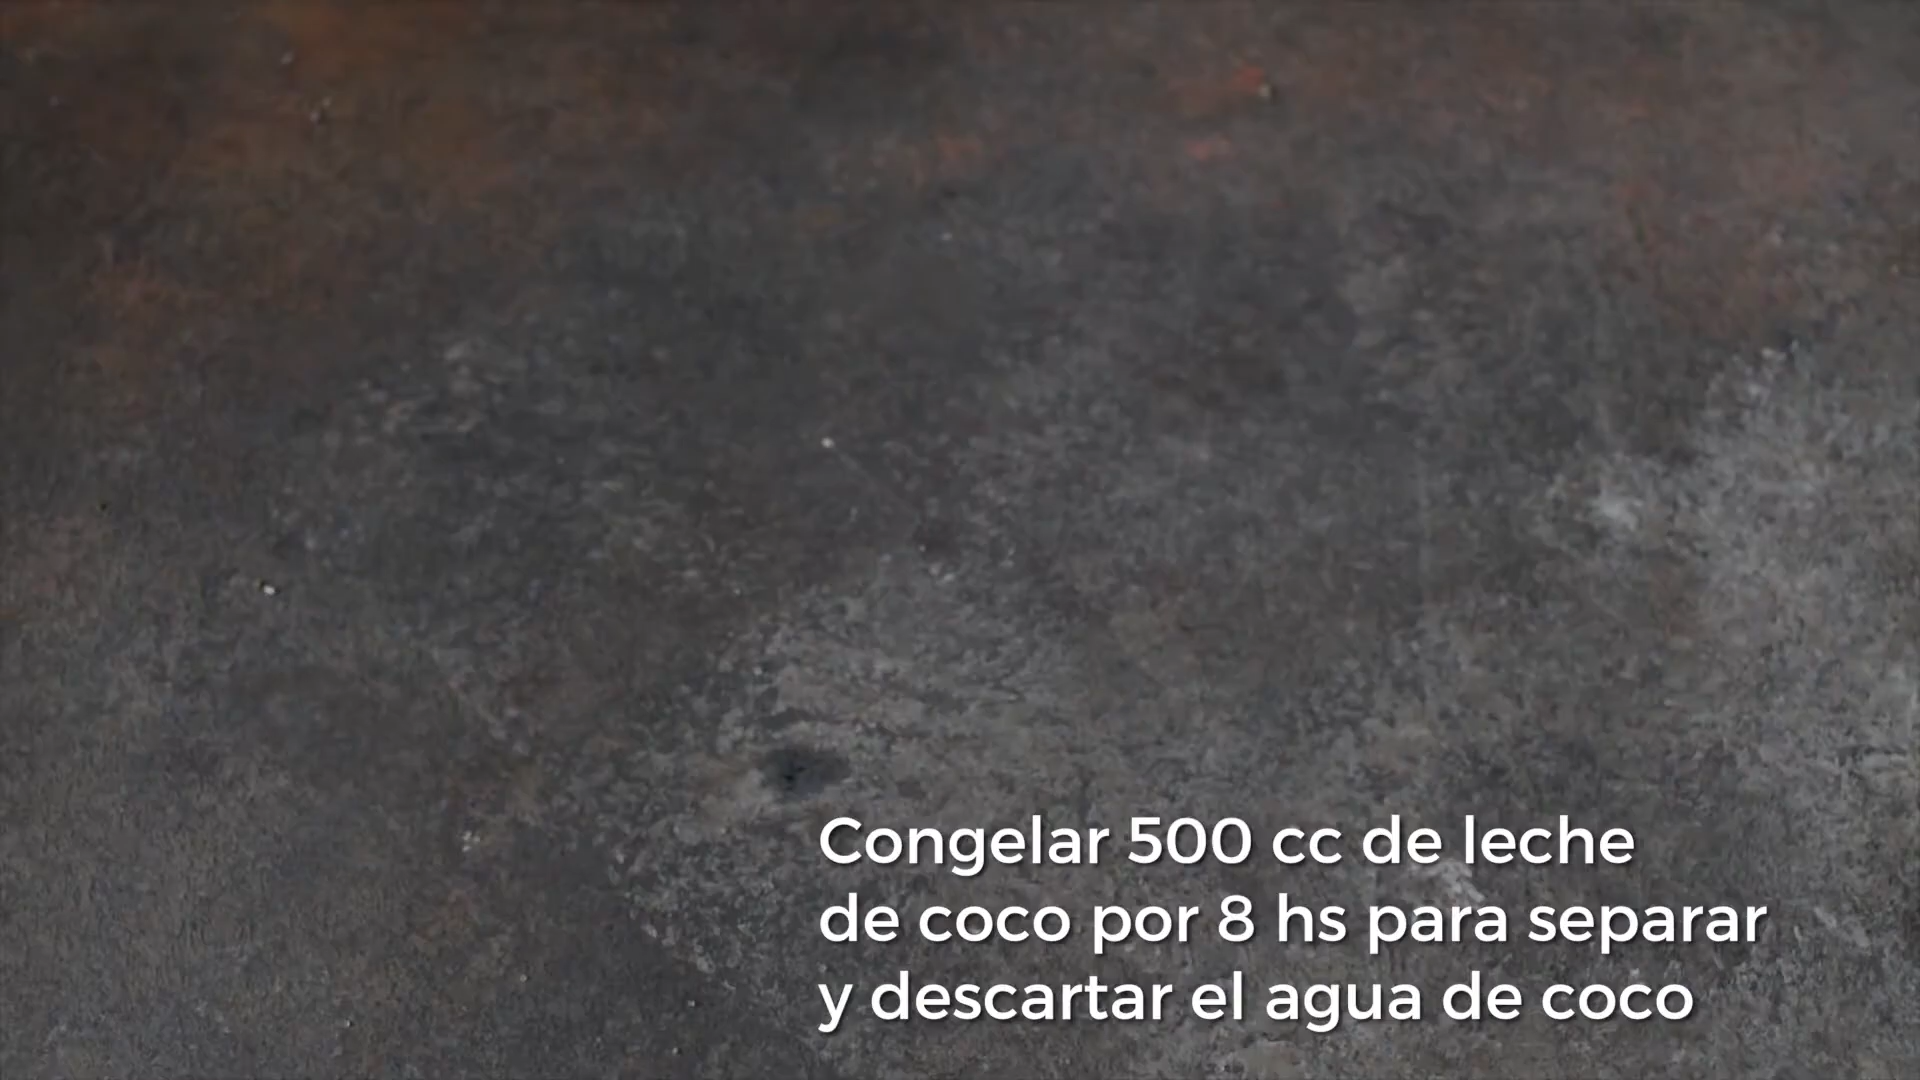 Congelar 500 cc de leche
de coco por 8 hs para separar
y descartar el agua de coco